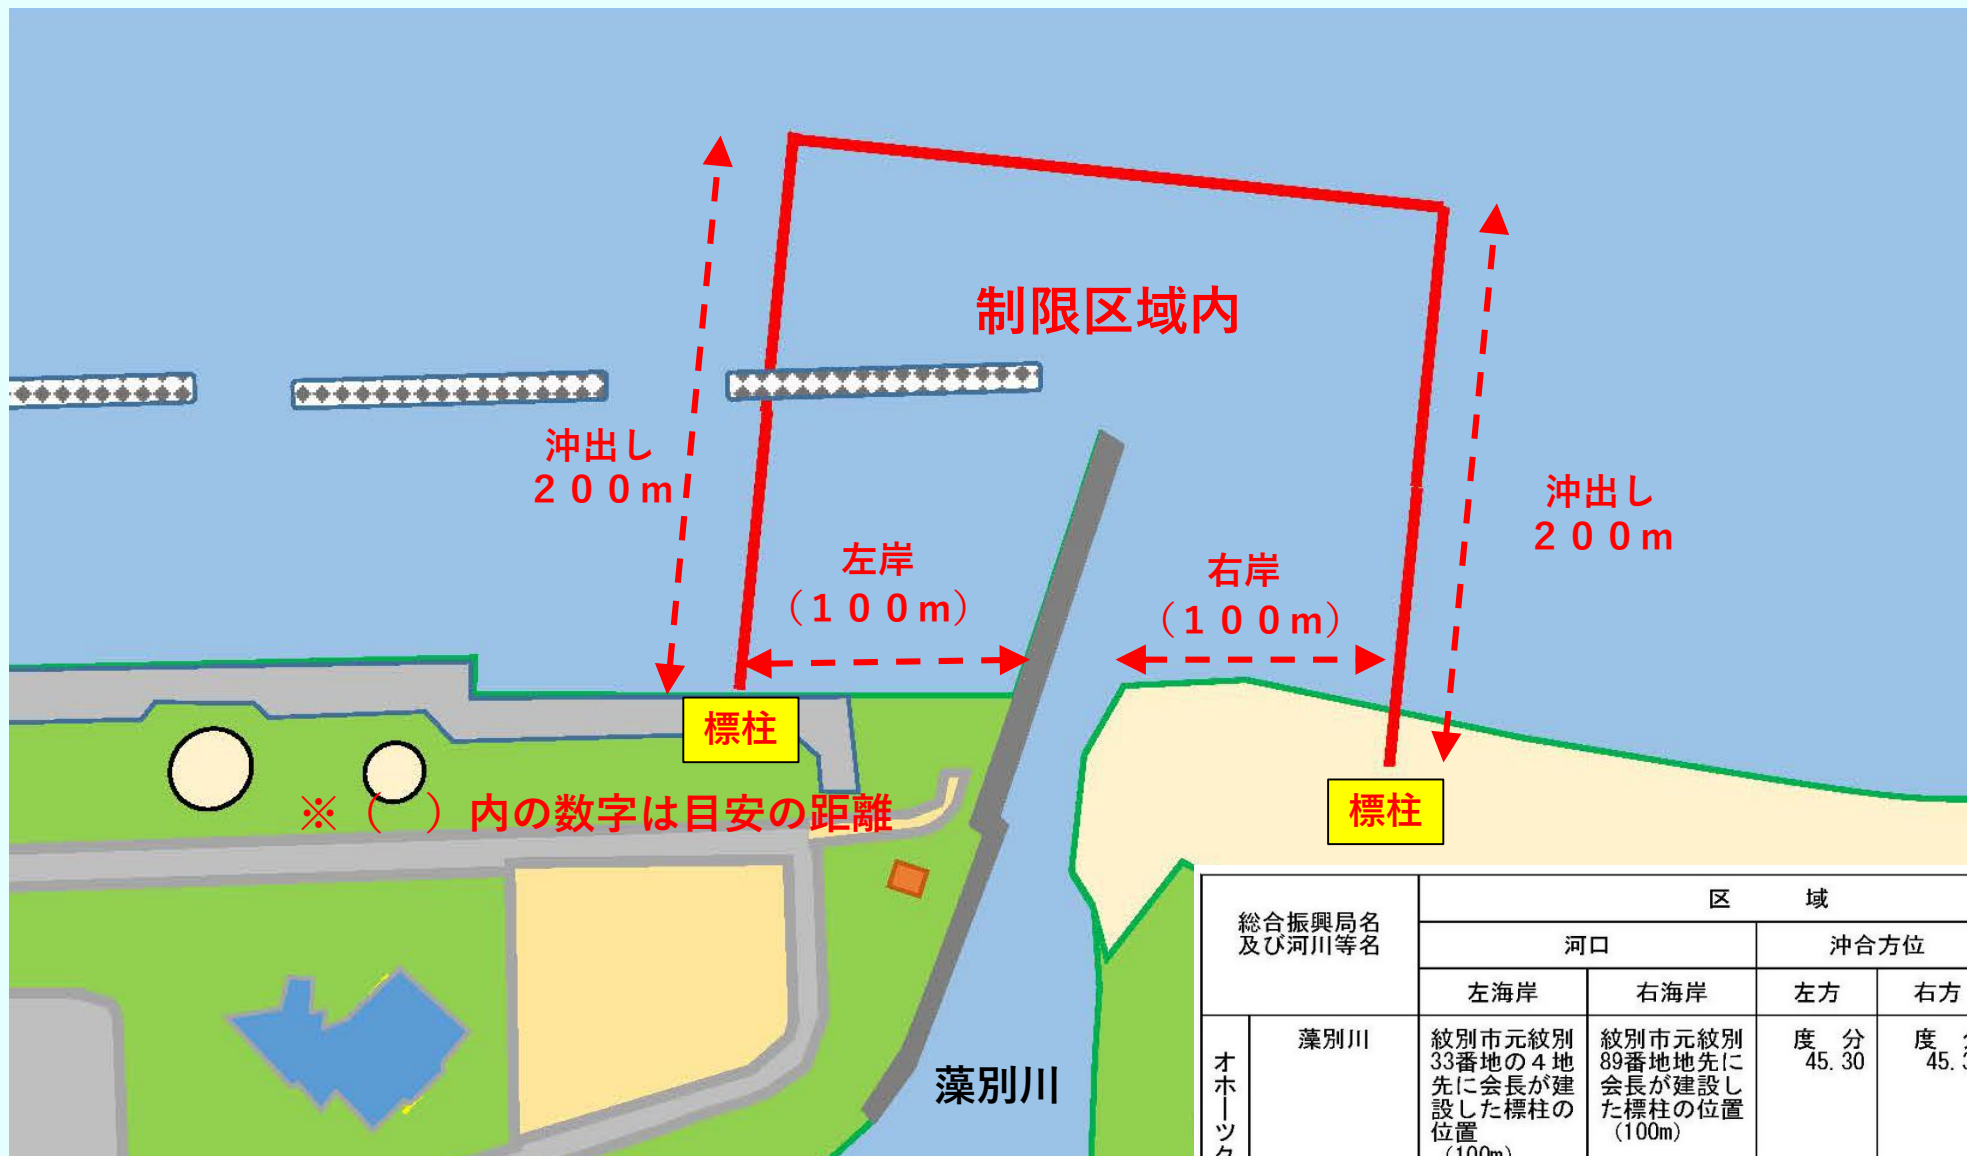 制限区域内
沖出し
２００ｍ
沖出し
２００ｍ
左岸
（１００ｍ）
右岸
（１００ｍ）
標柱
標柱
※（　）内の数字は目安の距離
藻別川
総合振興局名
及び河川等名
区　域
河口
沖合方位
左海岸
右海岸
左方
右方
オホーツク
藻別川
紋別市元紋別
33番地の４地
先に会長が建
設した標柱の
位置
(100m)
紋別市元紋別
89番地地先に
会長が建設し
た標柱の位置
(100m)
度　分
45.30
度
45.